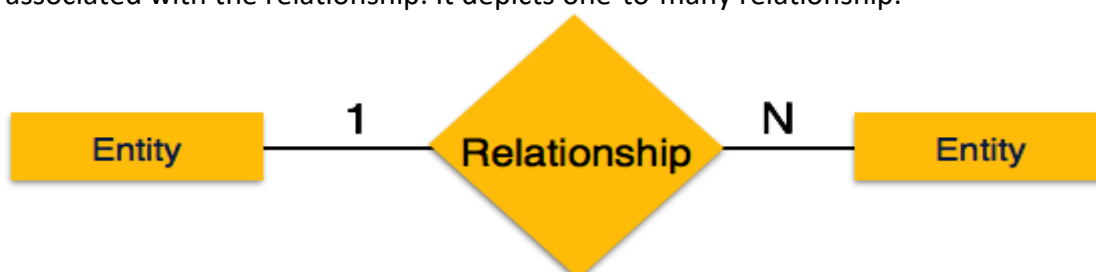 associated with the relationship. It depicts one-to-many relationship.
1 N
Entity Relationship Entity